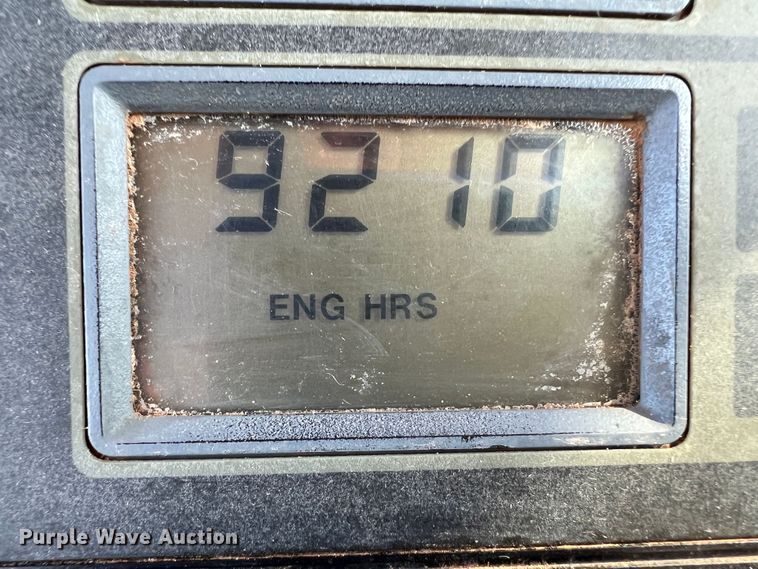 9210
ENG HRS
Purple Wave Auction